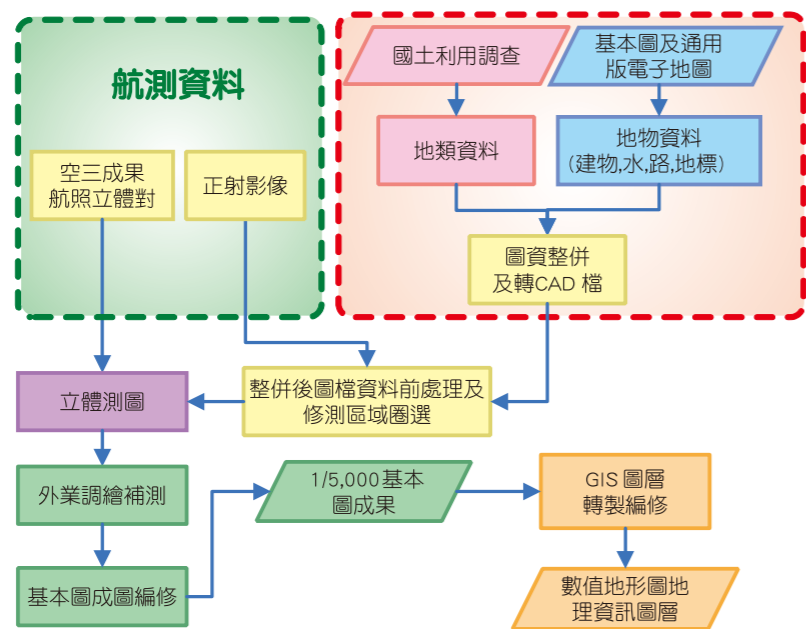 航測資料
空三成果
航照立體對
正射影像
國土利用調查
基本圖及通用
版電子地圖
地類資料
地物資料
(建物,水,路,地標)
圖資整併
及轉CAD 檔
立體測圖
整併後圖檔資料前處理及
修測區域圈選
外業調繪補測
1/5,000基本
圖成果
GIS 圖層
轉製編修
基本圖成圖編修
數值地形圖地
理資訊圖層